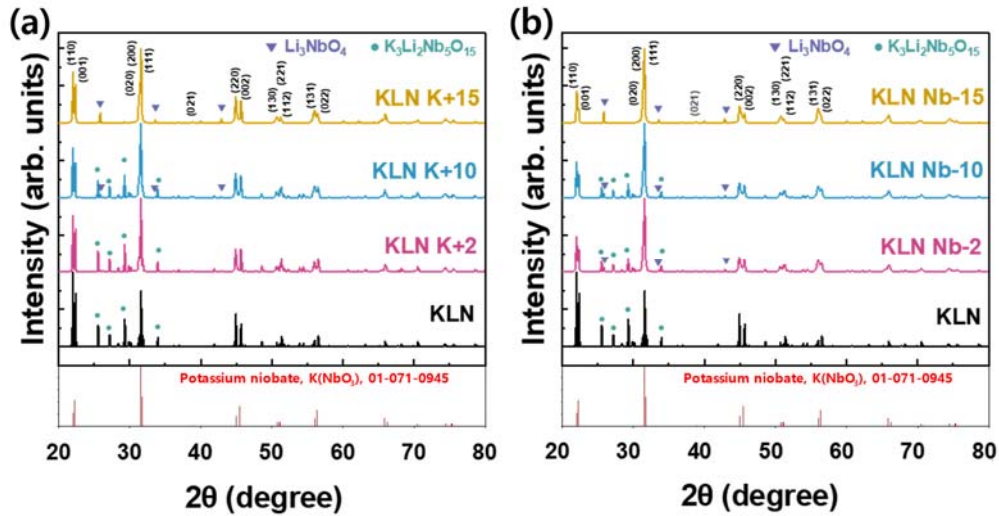 (a)
Intensity (arb. units)
▼ Li₃NbO₄ ● K₃Li₂Nb₅O₁₅
(110)
(001)
(020)
(200)
(111)
(021)
(220)
(002)
(130)
(221)
(112)
(131)
(022)
KLN K+15
KLN K+10
KLN K+2
KLN
Potassium niobate, K(NbO₃), 01-071-0945
20 30 40 50 60 70 80
2θ (degree)
(b)
Intensity (arb. units)
▼ Li₃NbO₄ ● K₃Li₂Nb₅O₁₅
(110)
(001)
(020)
(200)
(111)
(021)
(220)
(002)
(130)
(221)
(112)
(131)
(022)
KLN Nb-15
KLN Nb-10
KLN Nb-2
KLN
Potassium niobate, K(NbO₃), 01-071-0945
20 30 40 50 60 70 80
2θ (degree)